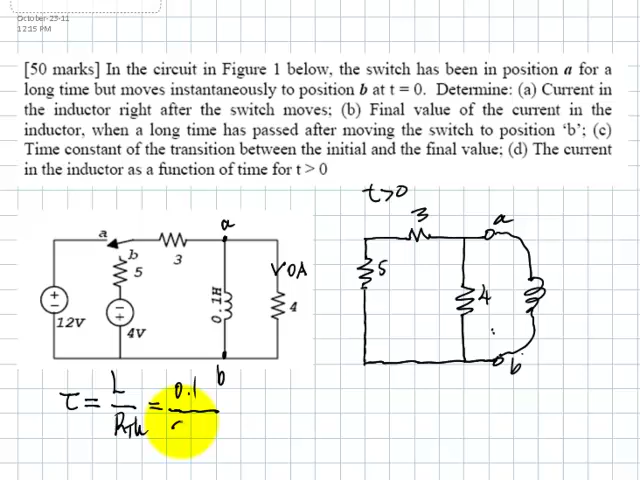 October-25-11
12:15 PM
[50 marks] In the circuit in Figure 1 below, the switch has been in position a for a
long time but moves instantaneously to position b at t = 0. Determine: (a) Current in
the inductor right after the switch moves; (b) Final value of the current in the
inductor, when a long time has passed after moving the switch to position ‘b’; (c)
Time constant of the transition between the initial and the final value; (d) The current
in the inductor as a function of time for t > 0
t>0
a
b
5
3
12V
4V
a
0.1H
0A
4
b
3
a
5
4
b
τ = L/RTh = 0.1/